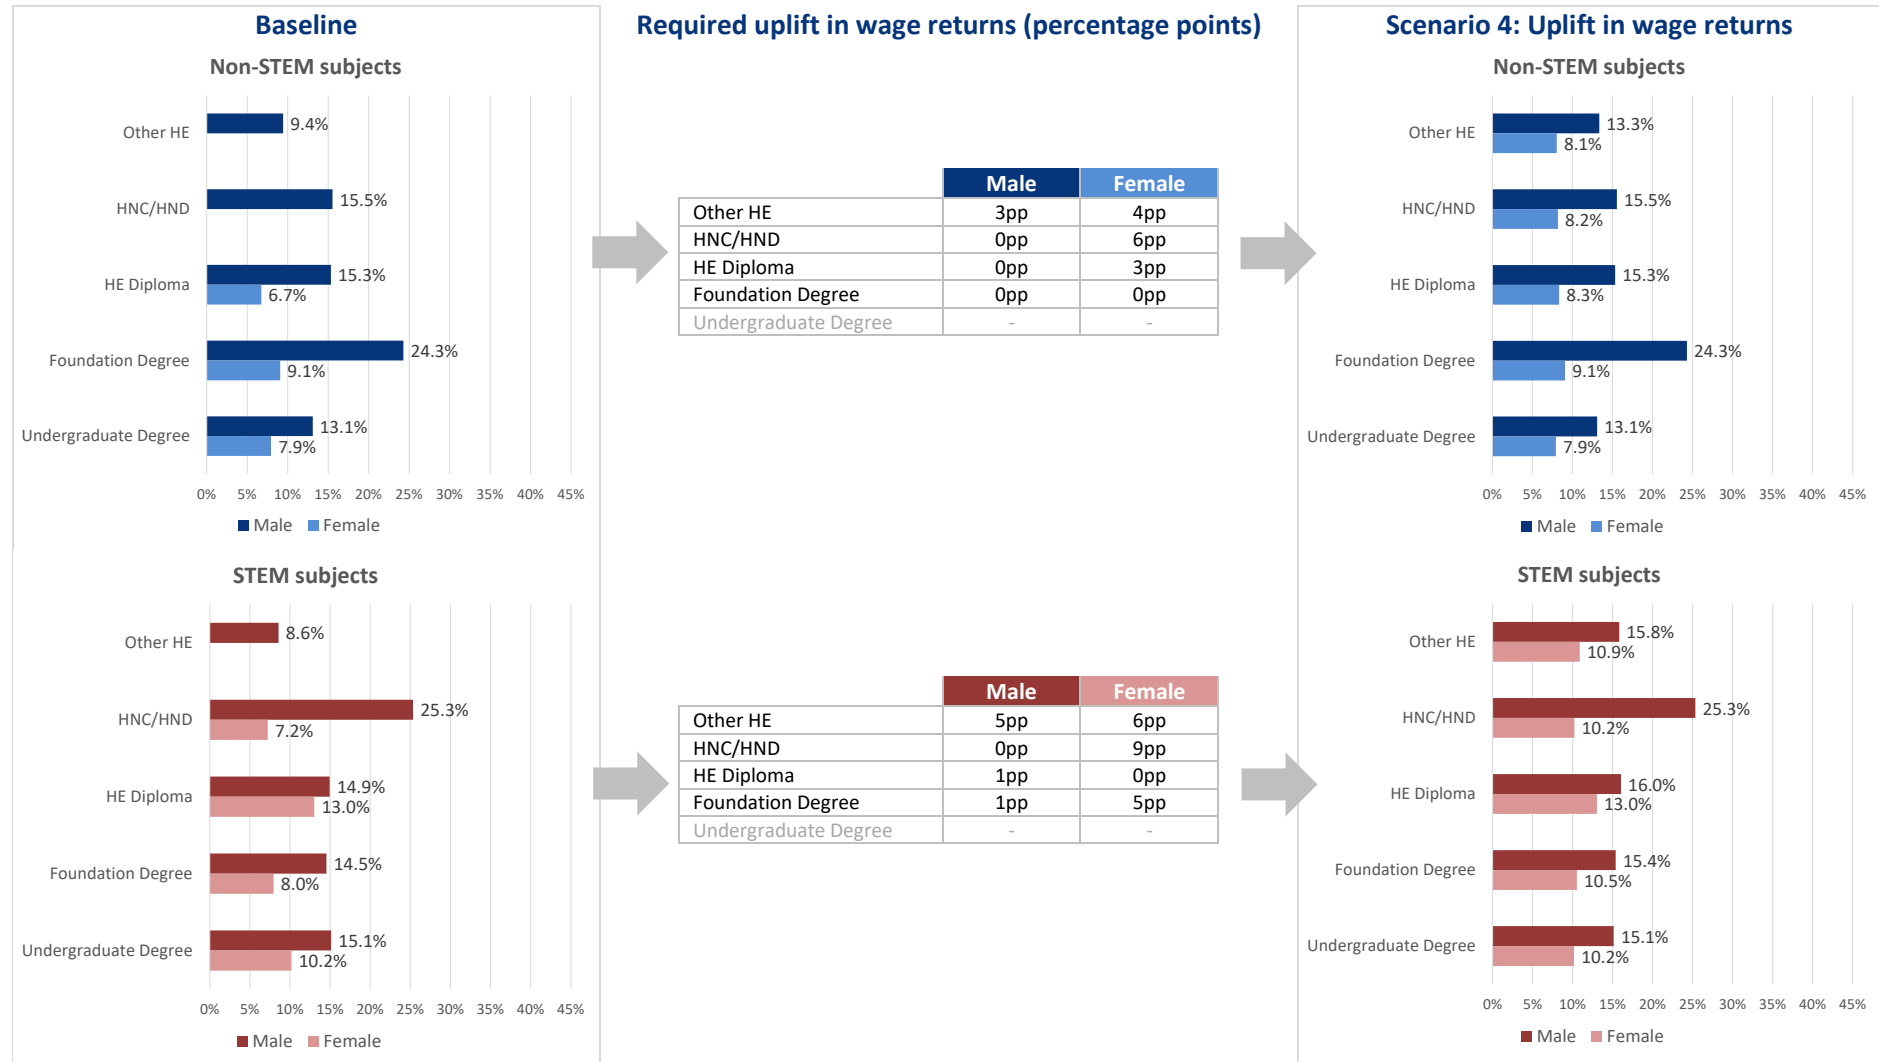 Baseline
Required uplift in wage returns (percentage points)
Scenario 4: Uplift in wage returns
Non-STEM subjects
Other HE
9.4%
HNC/HND
15.5%
HE Diploma
15.3%
6.7%
Foundation Degree
24.3%
9.1%
Undergraduate Degree
13.1%
7.9%
0% 5% 10% 15% 20% 25% 30% 35% 40% 45%
Male Female
Male Female
Other HE 3pp 4pp
HNC/HND 0pp 6pp
HE Diploma 0pp 3pp
Foundation Degree 0pp 0pp
Undergraduate Degree - -
Non-STEM subjects
Other HE
13.3%
8.1%
HNC/HND
15.5%
8.2%
HE Diploma
15.3%
8.3%
Foundation Degree
24.3%
9.1%
Undergraduate Degree
13.1%
7.9%
0% 5% 10% 15% 20% 25% 30% 35% 40% 45%
Male Female
STEM subjects
Other HE
8.6%
HNC/HND
25.3%
7.2%
HE Diploma
14.9%
13.0%
Foundation Degree
14.5%
8.0%
Undergraduate Degree
15.1%
10.2%
0% 5% 10% 15% 20% 25% 30% 35% 40% 45%
Male Female
Male Female
Other HE 5pp 6pp
HNC/HND 0pp 9pp
HE Diploma 1pp 0pp
Foundation Degree 1pp 5pp
Undergraduate Degree - -
STEM subjects
Other HE
15.8%
10.9%
HNC/HND
25.3%
10.2%
HE Diploma
16.0%
13.0%
Foundation Degree
15.4%
10.5%
Undergraduate Degree
15.1%
10.2%
0% 5% 10% 15% 20% 25% 30% 35% 40% 45%
Male Female